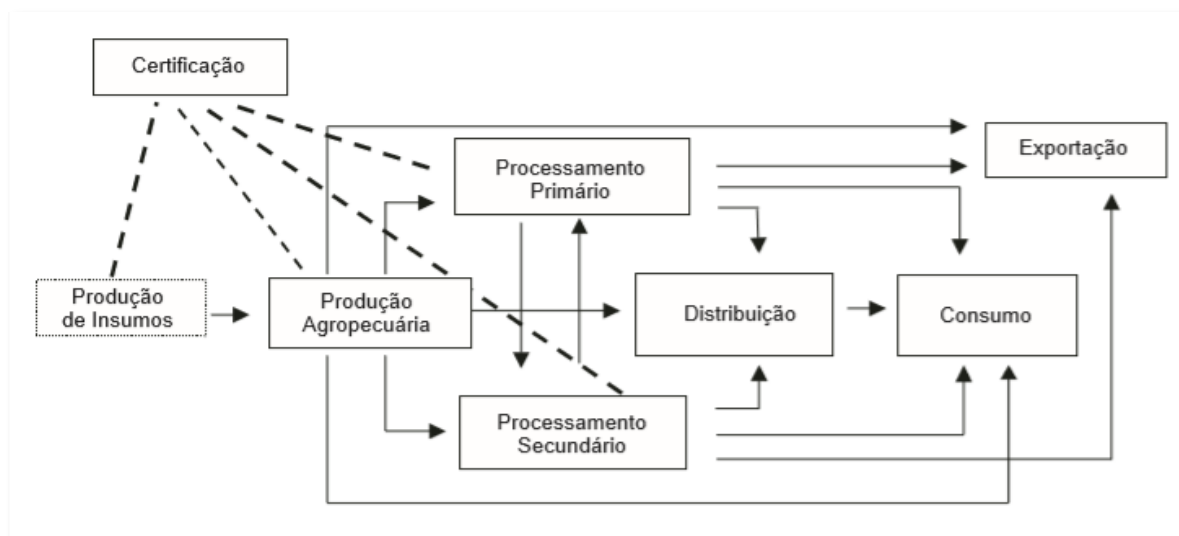 Certificação
Processamento
Primário
Exportação
Produção
de Insumos
Produção
Agropecuária
Distribuição
Consumo
Processamento
Secundário